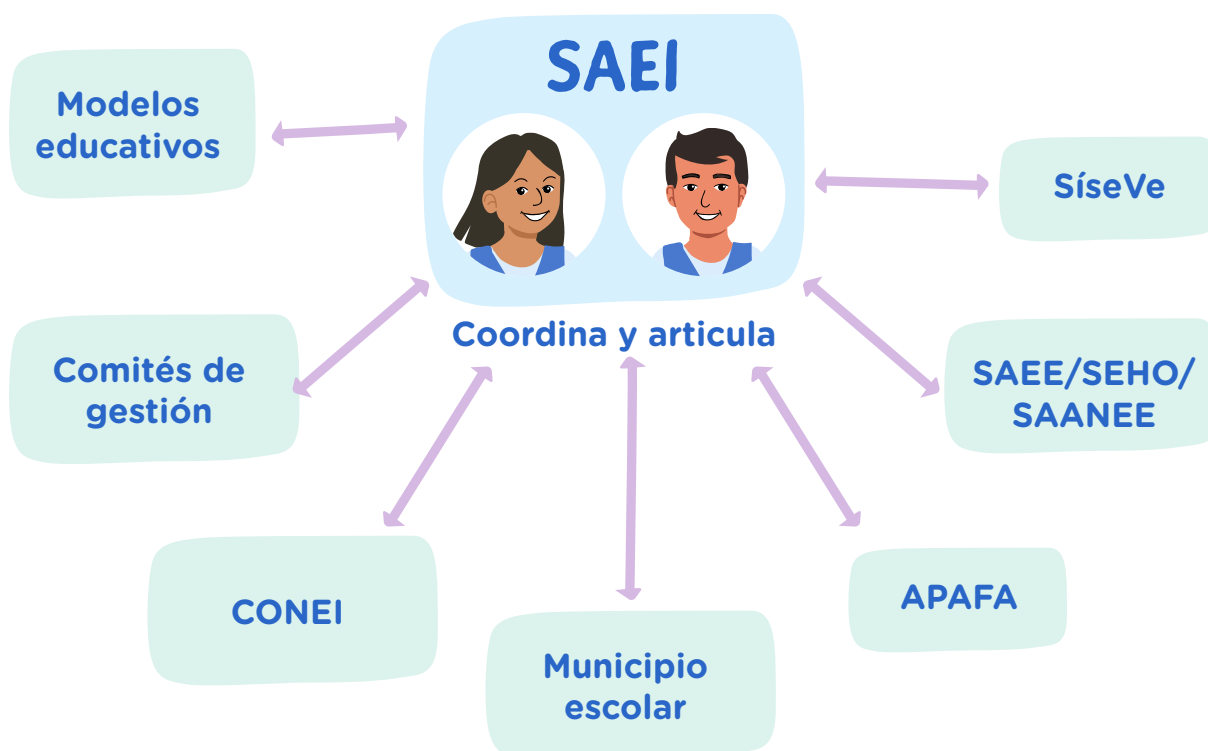 SAEI
Modelos
educativos
SíseVe
Coordina y articula
Comités de
gestión
SAEE/SEHO/
SAANEE
CONEI
APAFA
Municipio
escolar